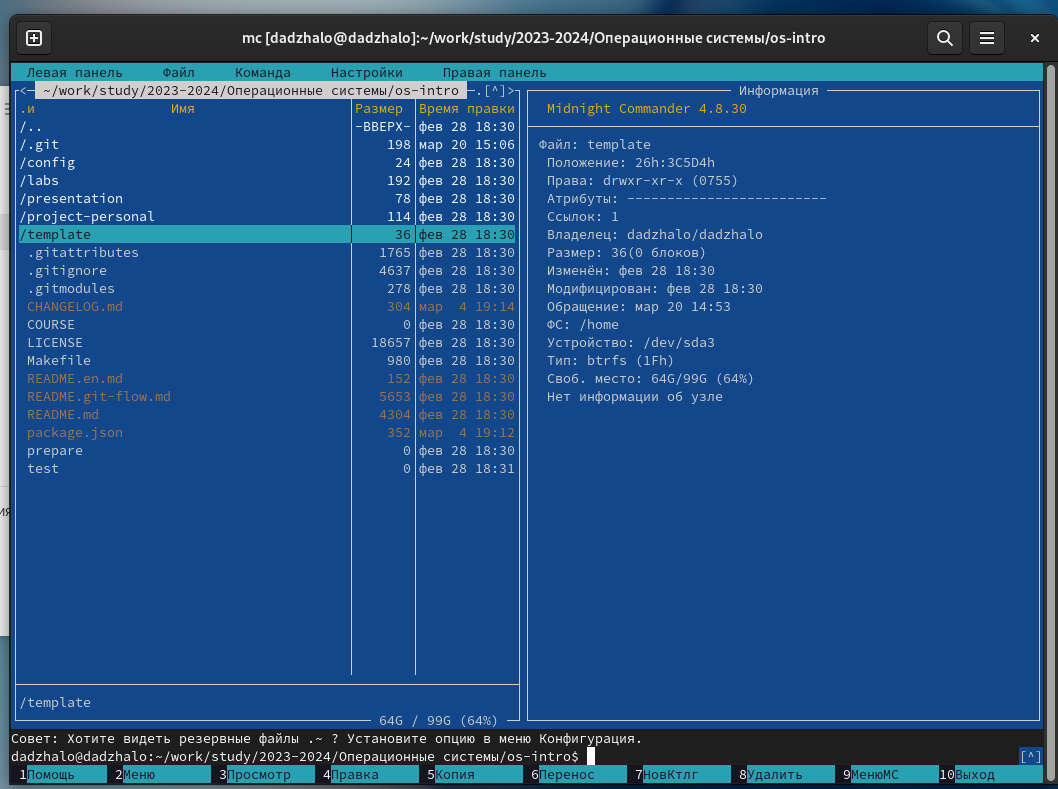 mc [dadzhalo@dadzhalo]:~/work/study/2023-2024/Операционные системы/os-intro
Левая панель Файл Команда Настройки Правая панель
<─ ~/work/study/2023-2024/Операционные системы/os-intro ─.[^]>
.и Имя Размер Время правки
/.. -ВВЕРХ- фев 28 18:30
/.git 198 мар 20 15:06
/config 24 фев 28 18:30
/labs 192 фев 28 18:30
/presentation 78 фев 28 18:30
/project-personal 114 фев 28 18:30
/template 36 фев 28 18:30
.gitattributes 1765 фев 28 18:30
.gitignore 4637 фев 28 18:30
.gitmodules 278 фев 28 18:30
CHANGELOG.md 304 мар 4 19:14
COURSE 0 фев 28 18:30
LICENSE 18657 фев 28 18:30
Makefile 980 фев 28 18:30
README.en.md 152 фев 28 18:30
README.git-flow.md 5653 фев 28 18:30
README.md 4304 фев 28 18:30
package.json 352 мар 4 19:12
prepare 0 фев 28 18:30
test 0 фев 28 18:31
/template
64G / 99G (64%)
Информация
Midnight Commander 4.8.30
Файл: template
Положение: 26h:3C5D4h
Права: drwxr-xr-x (0755)
Атрибуты: -------------------------
Ссылок: 1
Владелец: dadzhalo/dadzhalo
Размер: 36(0 блоков)
Изменён: фев 28 18:30
Модифицирован: фев 28 18:30
Обращение: мар 20 14:53
ФС: /home
Устройство: /dev/sda3
Тип: btrfs (1Fh)
Своб. место: 64G/99G (64%)
Нет информации об узле
Совет: Хотите видеть резервные файлы .~ ? Установите опцию в меню Конфигурация.
dadzhalo@dadzhalo:~/work/study/2023-2024/Операционные системы/os-intro$ [^]
1Помощь 2Меню 3Просмотр 4Правка 5Копия 6Перенос 7НовКтлг 8Удалить 9МенюMC 10Выход